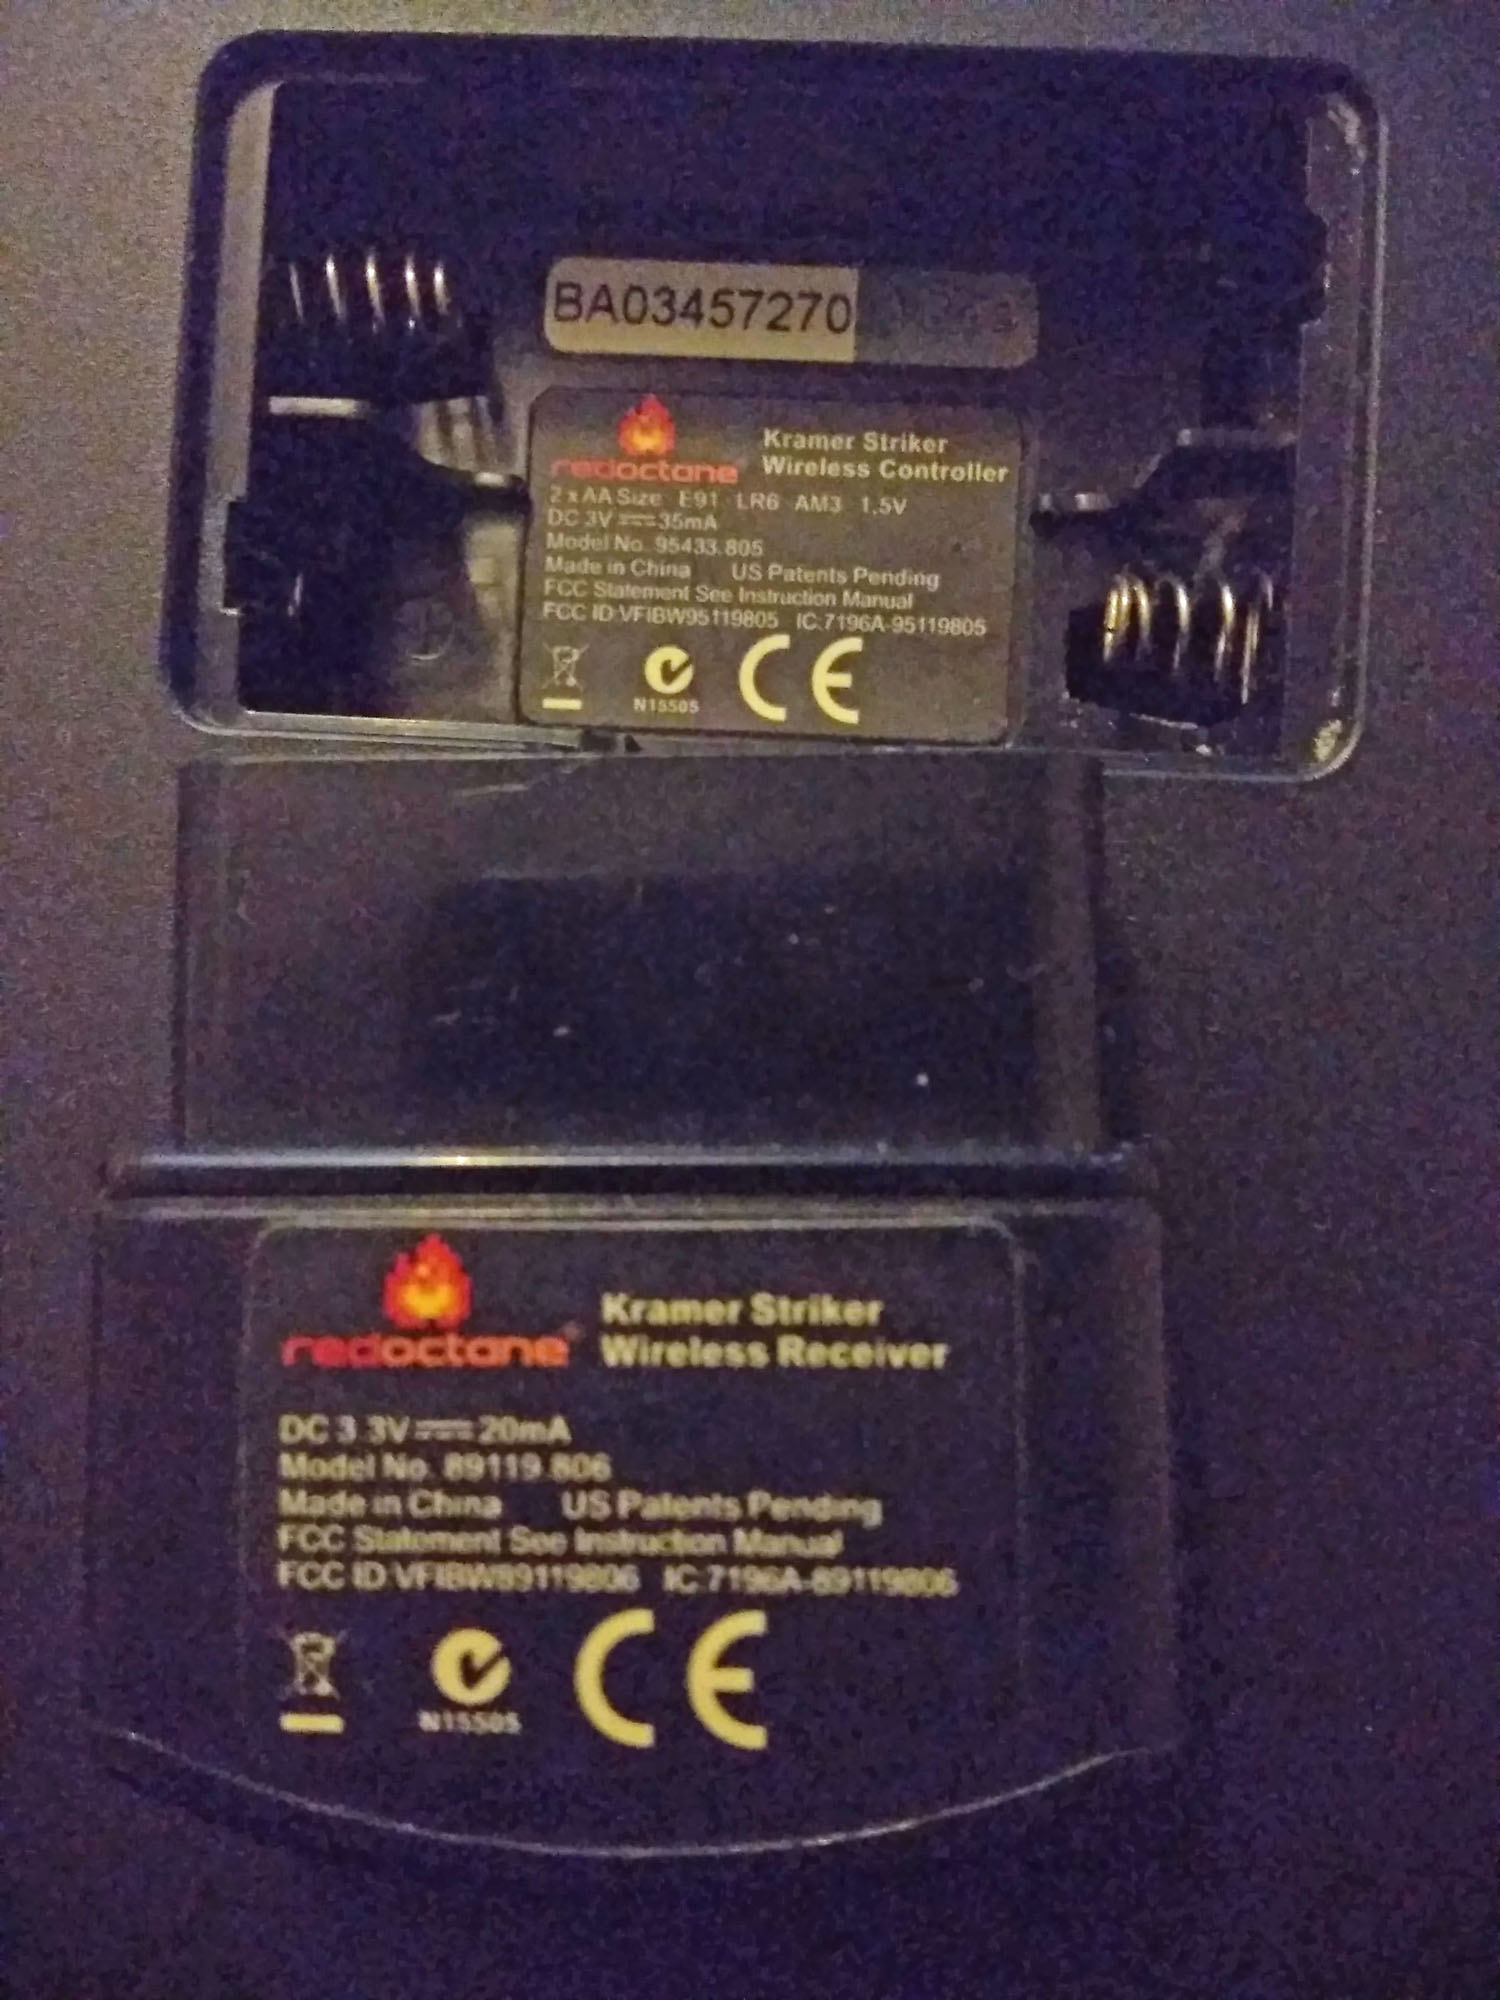 BA03457270
redoctane
Kramer Striker
Wireless Controller
2 x AA Size E91 LR6 AM3 1.5V
DC 3V 35mA
Model No. 95433.805
Made in China US Patents Pending
FCC Statement See Instruction Manual
FCC ID:VFIBW95119805 IC:7196A-95119805
N15505
CE
redoctane®
Kramer Striker
Wireless Receiver
DC 3.3V 20mA
Model No. 89119.806
Made in China US Patents Pending
FCC Statement See Instruction Manual
FCC ID:VFIBW89119806 IC:7196A-89119806
N15505
CE